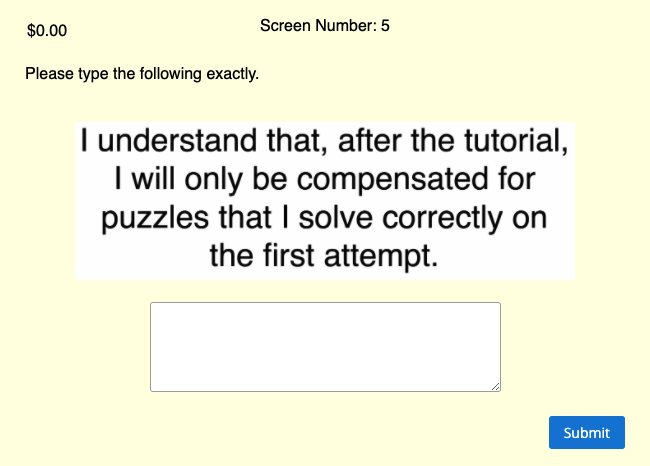 $0.00
Screen Number: 5
Please type the following exactly.
I understand that, after the tutorial,
I will only be compensated for
puzzles that I solve correctly on
the first attempt.
Submit